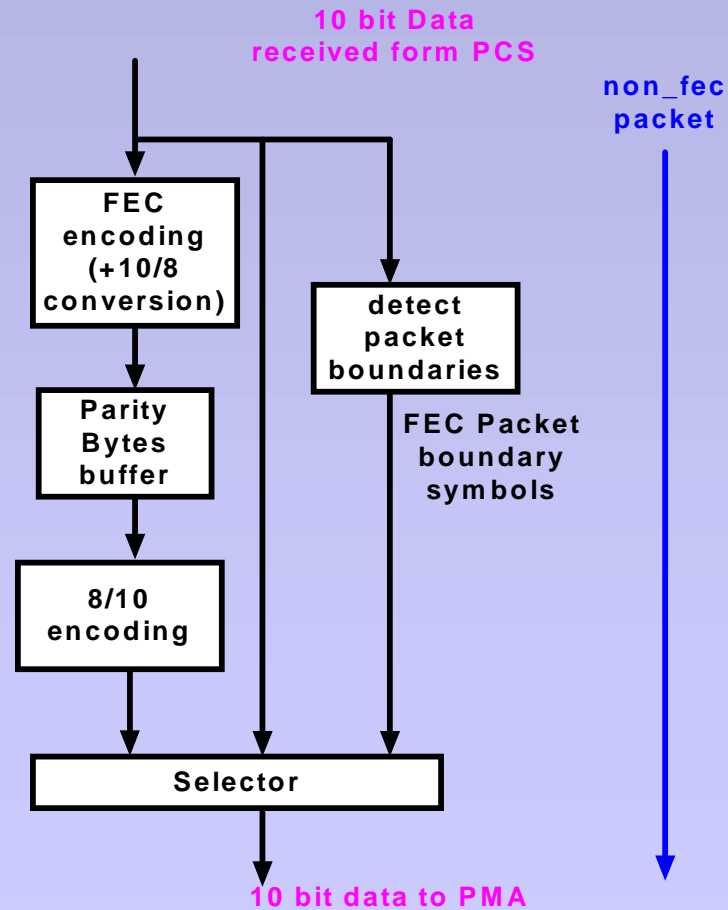 10 bit Data
received form PCS
non_fec
packet
FEC
encoding
(+10/8
conversion)
detect
packet
boundaries
Parity
Bytes
buffer
FEC Packet
boundary
symbols
8/10
encoding
Selector
10 bit data to PMA